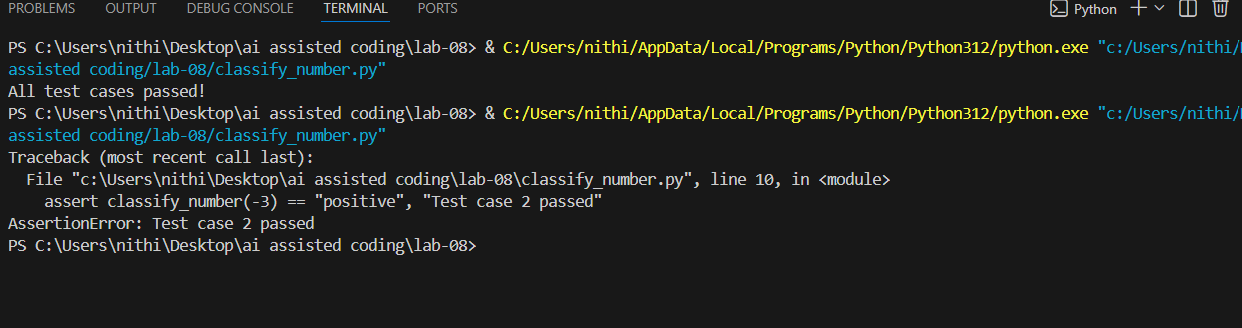 PROBLEMS OUTPUT DEBUG CONSOLE TERMINAL PORTS
Python
PS C:\Users\nithi\Desktop\ai assisted coding\lab-08> & C:/Users/nithi/AppData/Local/Programs/Python/Python312/python.exe "c:/Users/nithi/
assisted coding/lab-08/classify_number.py"
All test cases passed!
PS C:\Users\nithi\Desktop\ai assisted coding\lab-08> & C:/Users/nithi/AppData/Local/Programs/Python/Python312/python.exe "c:/Users/nithi/
assisted coding/lab-08/classify_number.py"
Traceback (most recent call last):
  File "c:\Users\nithi\Desktop\ai assisted coding\lab-08\classify_number.py", line 10, in <module>
    assert classify_number(-3) == "positive", "Test case 2 passed"
AssertionError: Test case 2 passed
PS C:\Users\nithi\Desktop\ai assisted coding\lab-08>